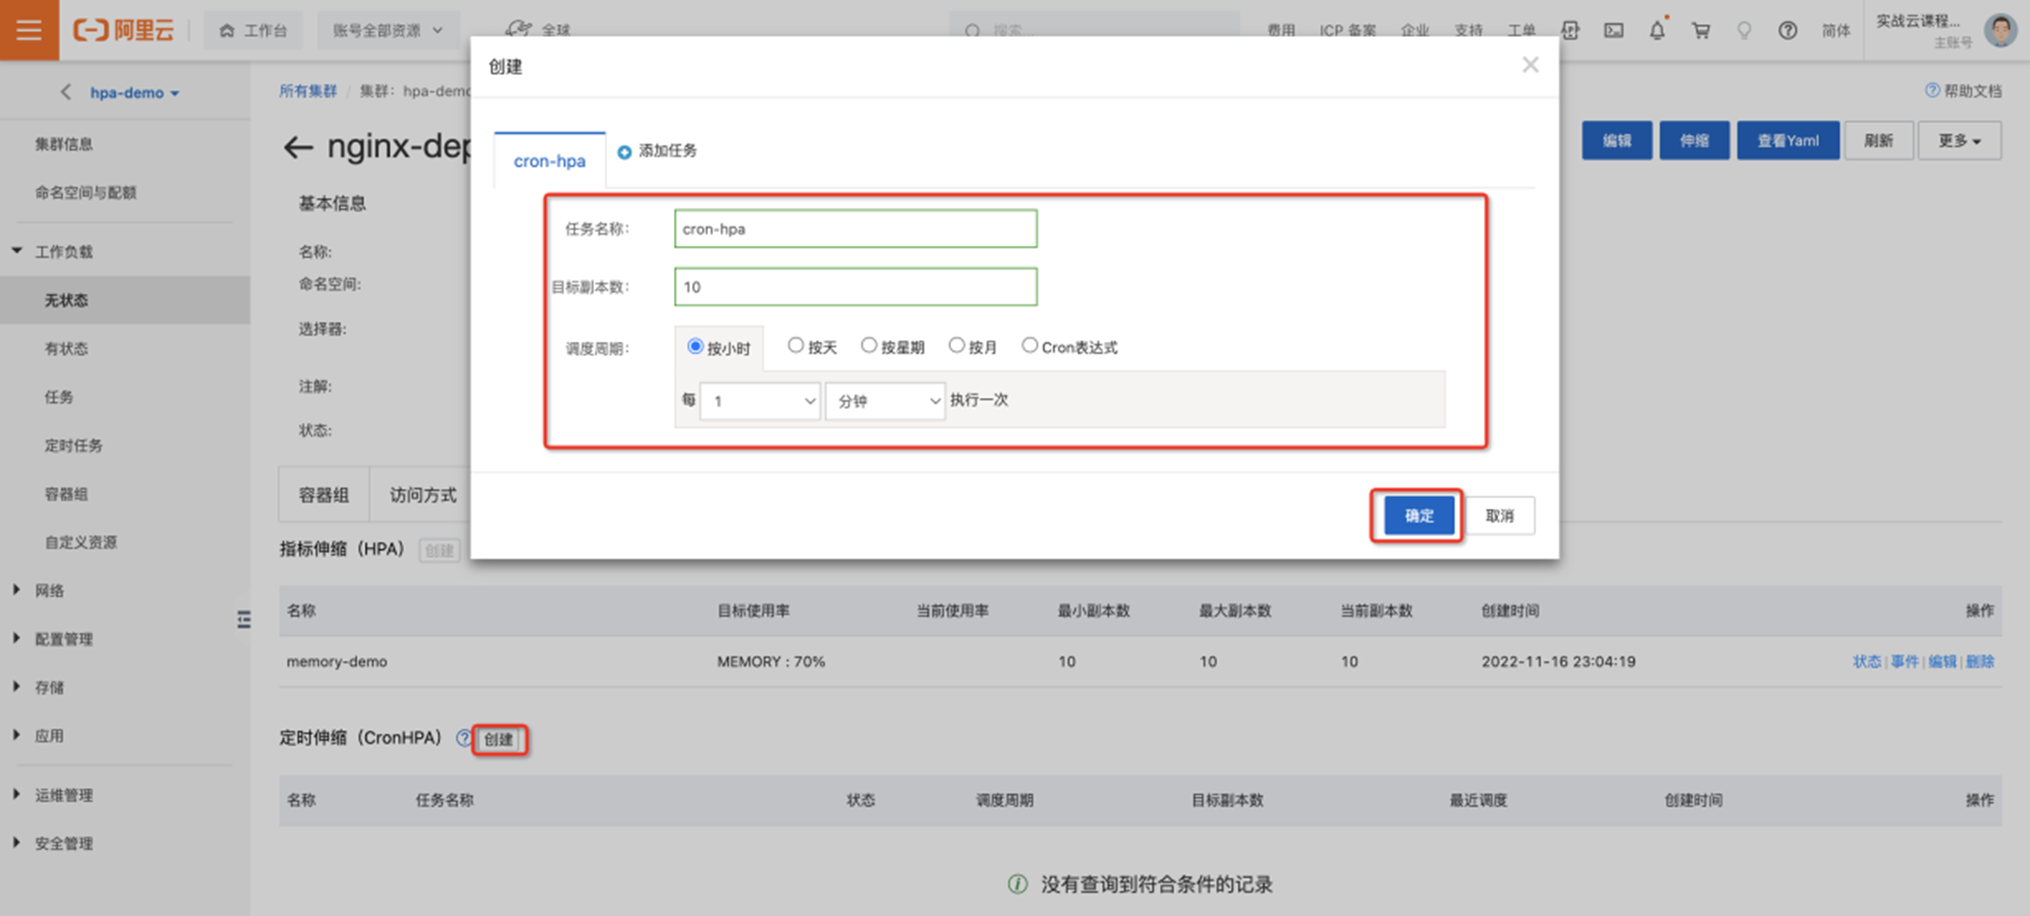 阿里云 工作台 账号全部资源 全球 搜索... 费用 ICP 备案 企业 支持 工单 简体 实战云课程...
主账号
hpa-demo
所有集群 / 集群：hpa-demo
帮助文档
创建
nginx-dep
编辑 伸缩 查看Yaml 刷新 更多
cron-hpa 添加任务
集群信息
命名空间与配额
工作负载
无状态
有状态
任务
定时任务
容器组
自定义资源
网络
配置管理
存储
应用
运维管理
安全管理
基本信息
名称：
命名空间：
选择器：
注解：
状态：
任务名称： cron-hpa
目标副本数： 10
调度周期： 按小时 按天 按星期 按月 Cron表达式
每 1 分钟 执行一次
确定 取消
容器组 访问方式
指标伸缩（HPA） 创建
名称 目标使用率 当前使用率 最小副本数 最大副本数 当前副本数 创建时间 操作
memory-demo MEMORY : 70% 10 10 10 2022-11-16 23:04:19 状态 | 事件 | 编辑 | 删除
定时伸缩（CronHPA） 创建
名称 任务名称 状态 调度周期 目标副本数 最近调度 创建时间 操作
没有查询到符合条件的记录